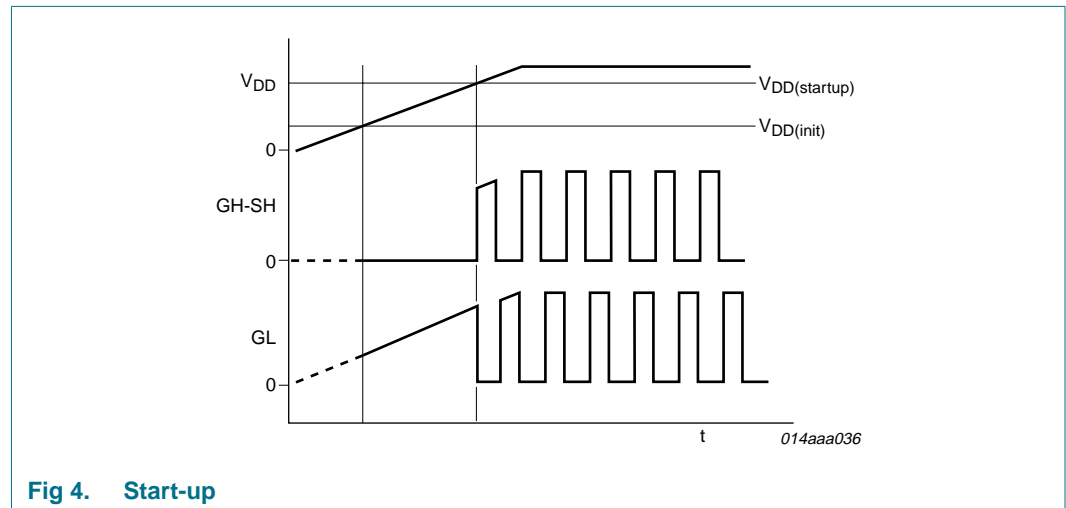 V_DD
V_DD(startup)
V_DD(init)
0
GH-SH
0
GL
0
t
014aaa036
Fig 4. Start-up